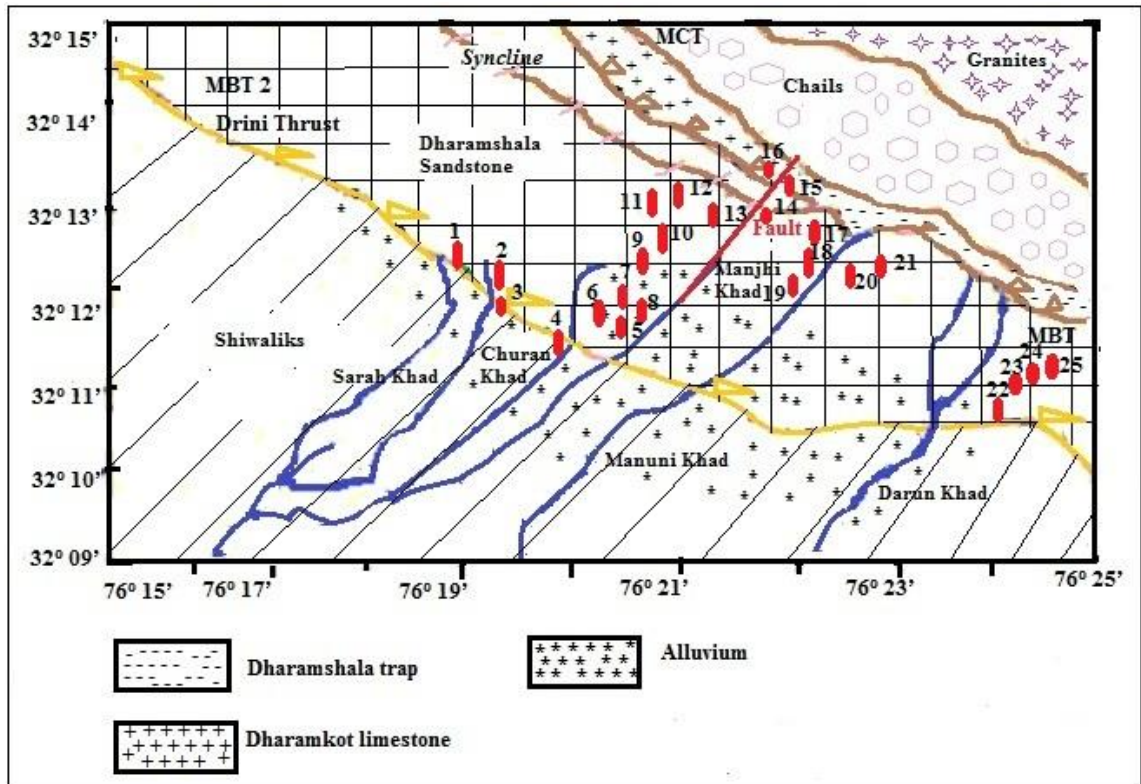 32° 15’
32° 14’
32° 13’
32° 12’
32° 11’
32° 10’
32° 09’
Syncline
MCT
Granites
Chails
MBT 2
Drini Thrust
Dharamshala
Sandstone
16
15
12
11
13
14
Fault
17
1
10
9
18
21
2
7
Manjhi
Khad
19
20
3
6
8
5
4
Shiwaliks
Churan
Khad
Sarah Khad
MBT
24
23
25
22
Manuni Khad
Darun Khad
76° 15’
76° 17’
76° 19’
76° 21’
76° 23’
76° 25’
Dharamshala trap
Alluvium
Dharamkot limestone